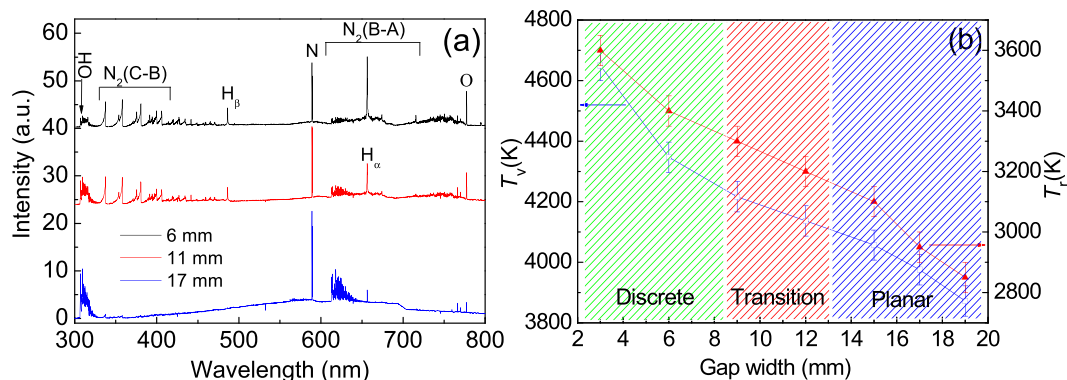 (a)
60
50
40
30
20
10
0
Intensity (a.u.)
OH
N₂(C-B)
Hβ
N
N₂(B-A)
O
Hα
6 mm
11 mm
17 mm
300 400 500 600 700 800
Wavelength (nm)
(b)
4800
4600
4400
4200
4000
3800
Tᵥ(K)
Discrete Transition Planar
3600
3400
3200
3000
2800
Tᵣ(K)
2 4 6 8 10 12 14 16 18 20
Gap width (mm)